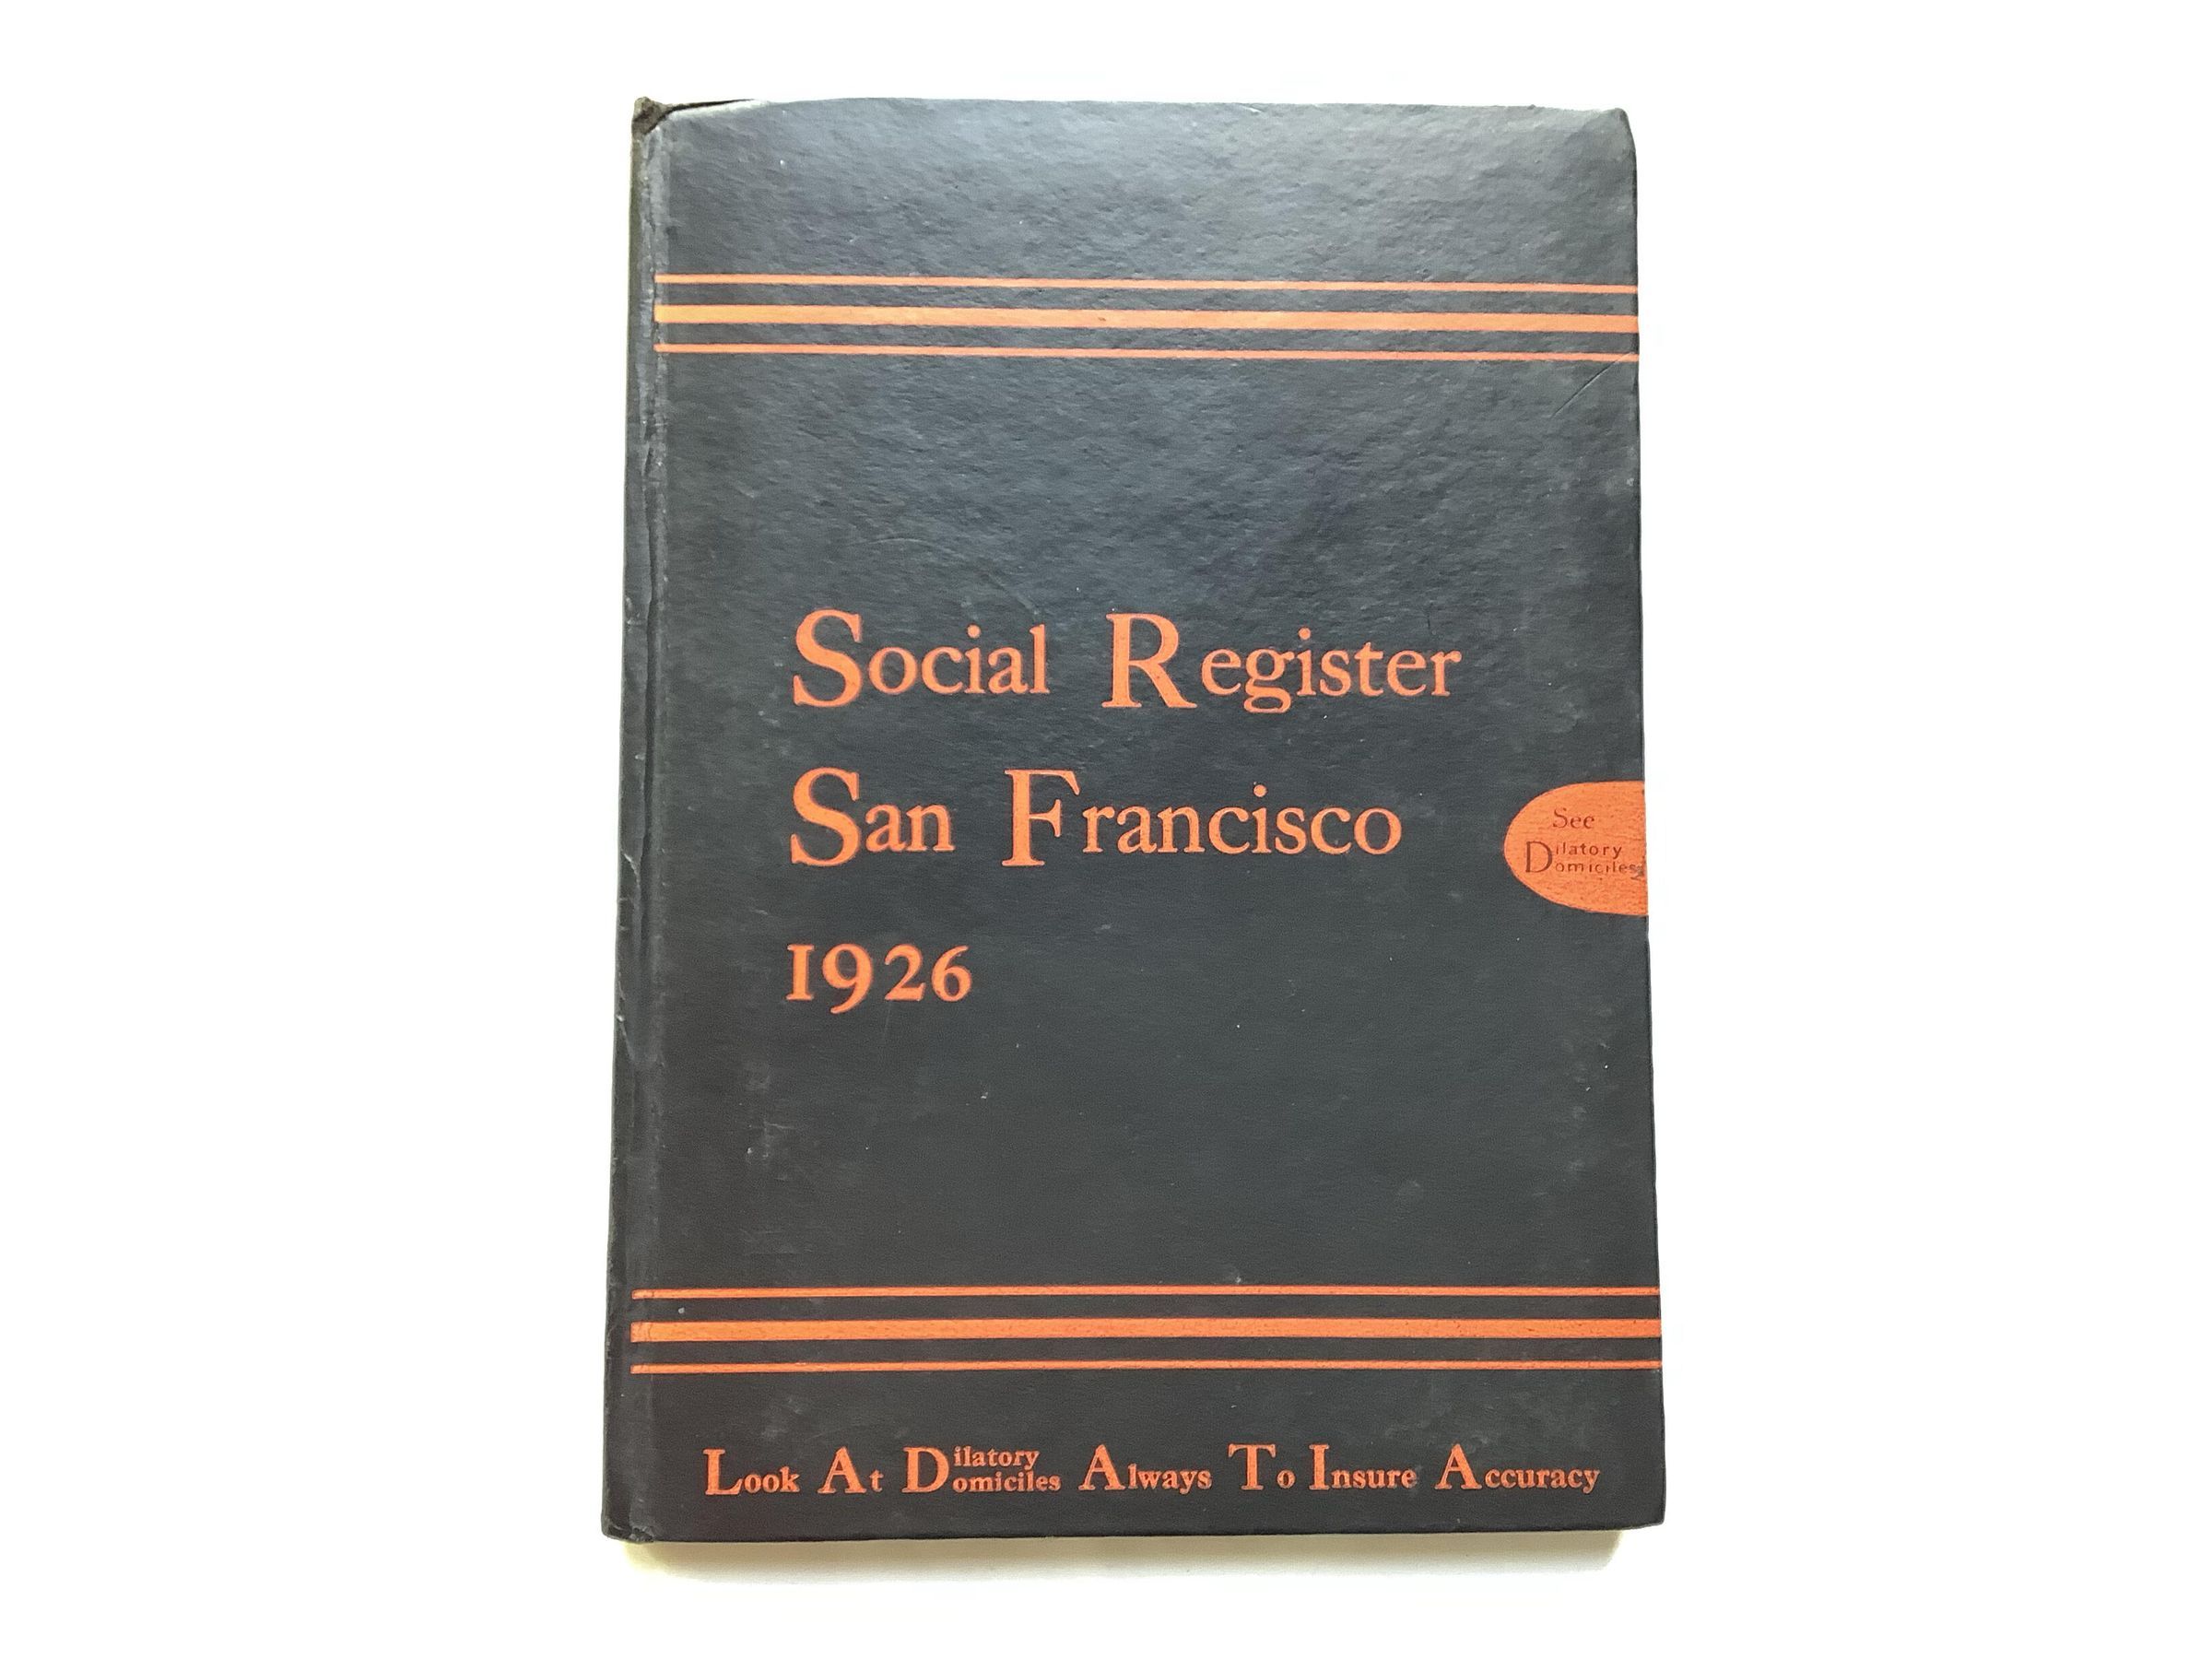 Social Register
San Francisco
See
Dilatory
Domiciles
1926
Look At Dilatory Domiciles Always To Insure Accuracy